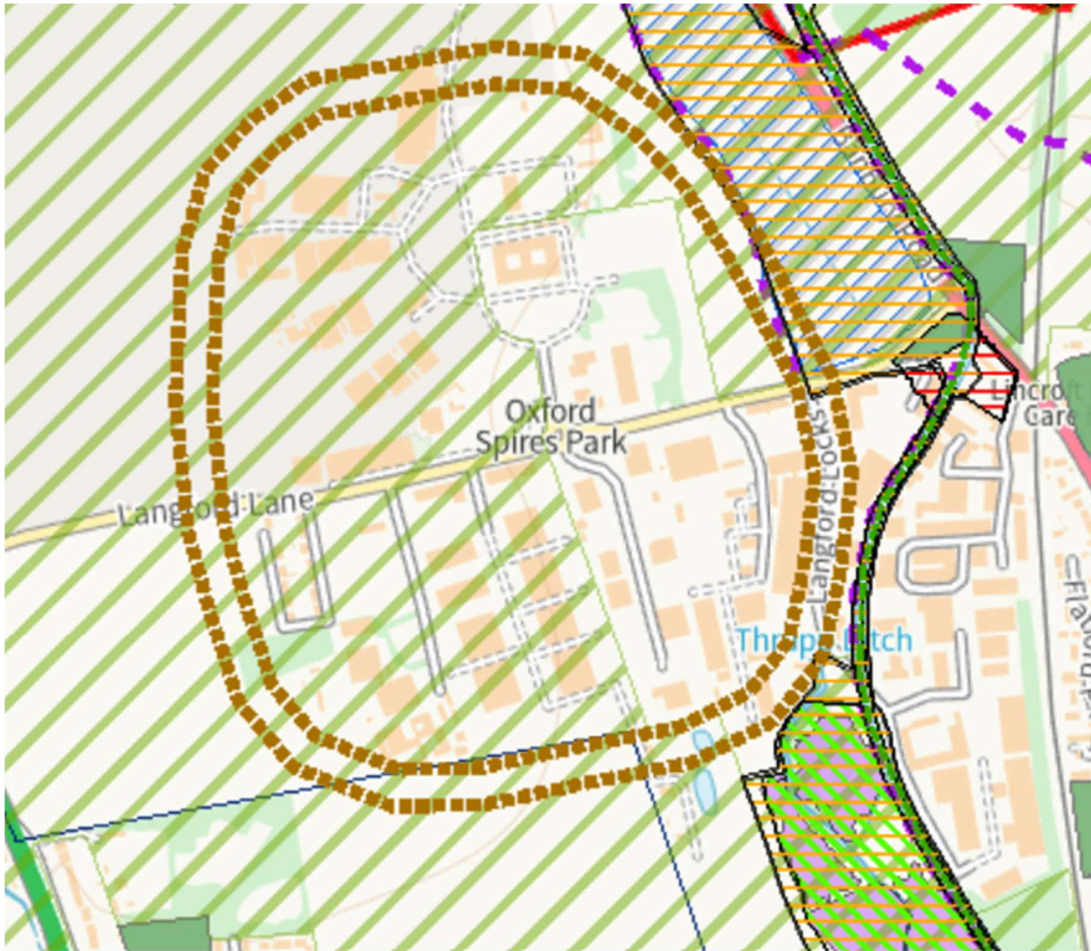 Lincroft
Care
Oxford
Spires Park
Langford Lane
Langford Locks
Thrupp Ditch